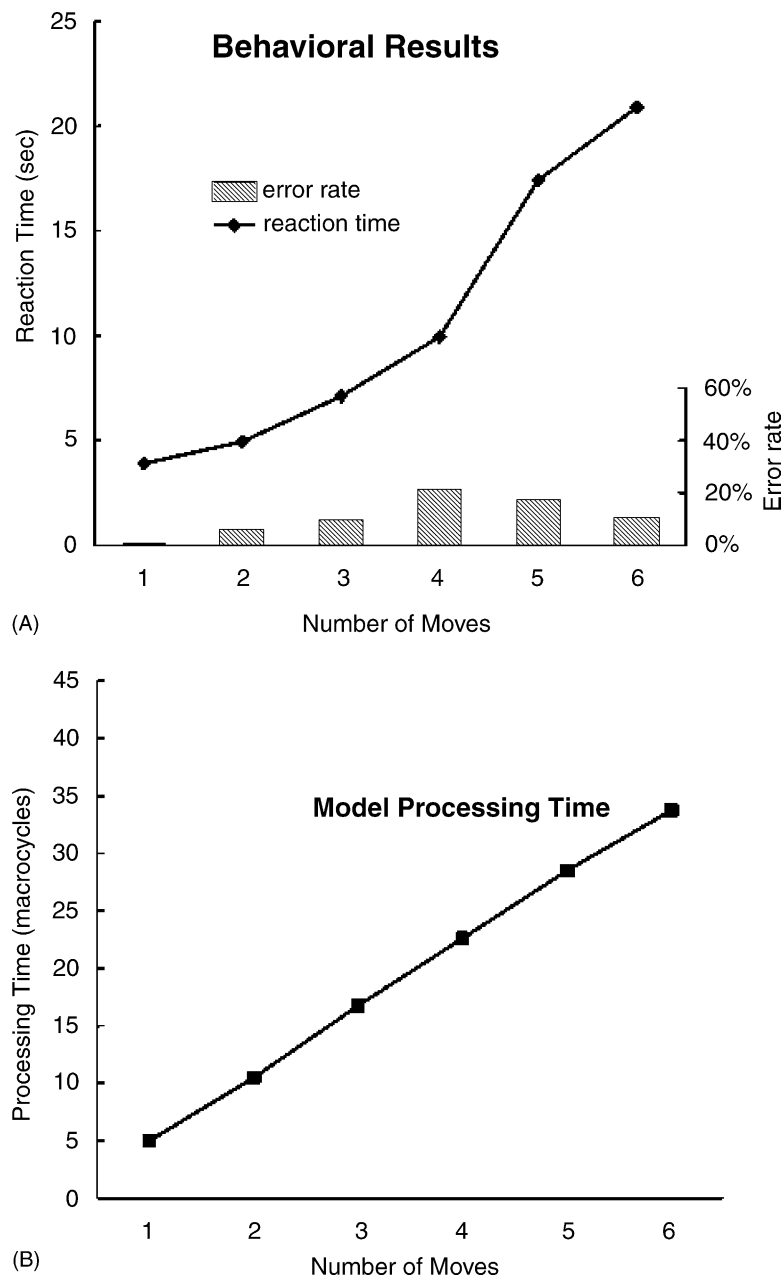 Behavioral Results
25
20
15
10
5
0
Reaction Time (sec)
error rate
reaction time
60%
40%
20%
0%
Error rate
1 2 3 4 5 6
(A)
Number of Moves
45
40
35
30
25
20
15
10
5
0
Processing Time (macrocycles)
Model Processing Time
1 2 3 4 5 6
(B)
Number of Moves